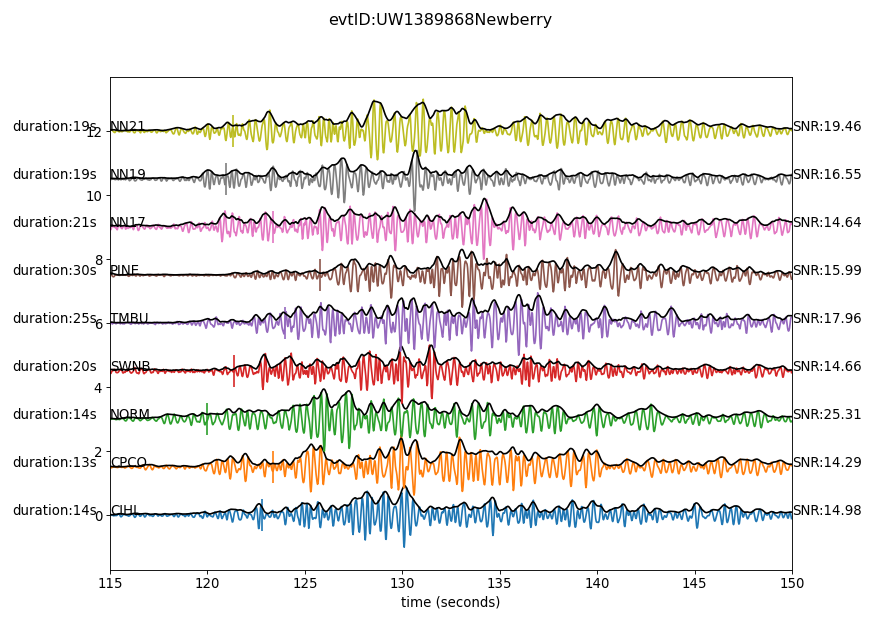 evtID:UW1389868Newberry
duration:19s NN21 SNR:19.46
12
duration:19s NN19 SNR:16.55
10
duration:21s NN17 SNR:14.64
8
duration:30s PINE SNR:15.99
duration:25s TMBU SNR:17.96
6
duration:20s SWNB SNR:14.66
4
duration:14s NORM SNR:25.31
2
duration:13s CPCO SNR:14.29
duration:14s CIHL SNR:14.98
0
115 120 125 130 135 140 145 150
time (seconds)